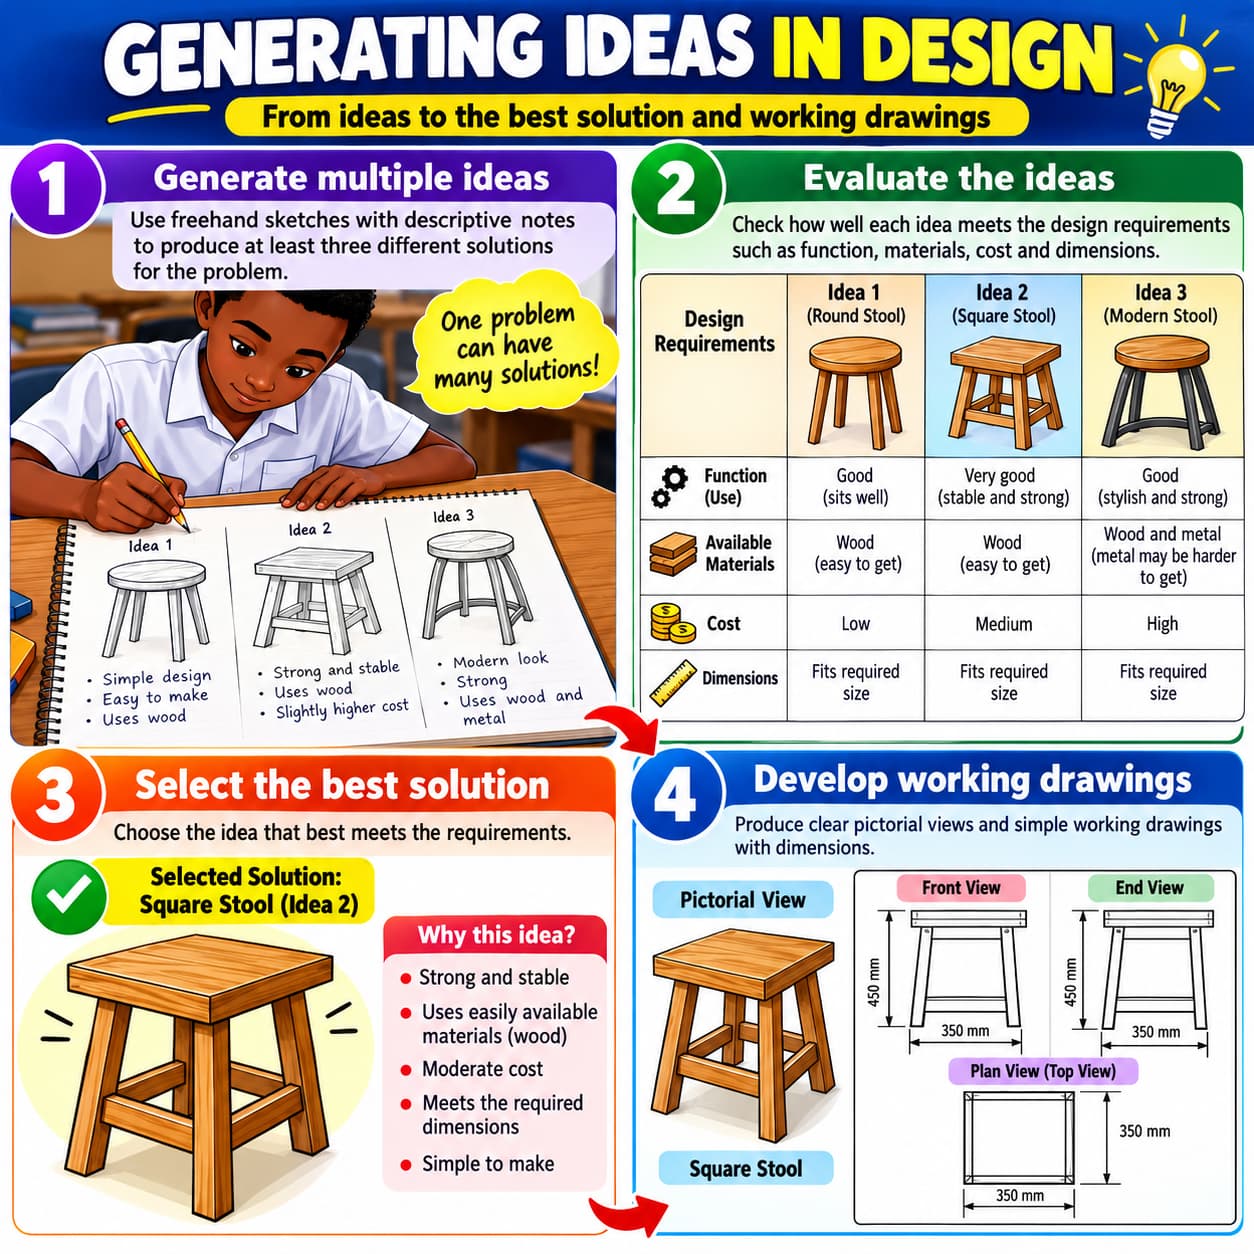 GENERATING IDEAS IN DESIGN
From ideas to the best solution and working drawings
1
Generate multiple ideas
Use freehand sketches with descriptive notes
to produce at least three different solutions
for the problem.
One problem
can have
many solutions!
Idea 1
Idea 2
Idea 3
• Simple design
• Easy to make
• Uses wood
• Strong and stable
• Uses wood
• Slightly higher cost
• Modern look
• Strong
• Uses wood and
metal
2
Evaluate the ideas
Check how well each idea meets the design requirements
such as function, materials, cost and dimensions.
Design
Requirements
Idea 1
(Round Stool)
Idea 2
(Square Stool)
Idea 3
(Modern Stool)
Function
(Use)
Good
(sits well)
Very good
(stable and strong)
Good
(stylish and strong)
Available
Materials
Wood
(easy to get)
Wood
(easy to get)
Wood and metal
(metal may be harder
to get)
$
$
Cost
Low
Medium
High
Dimensions
Fits required
size
Fits required
size
Fits required
size
3
Select the best solution
Choose the idea that best meets the requirements.
Selected Solution:
Square Stool (Idea 2)
Why this idea?
• Strong and stable
• Uses easily available
materials (wood)
• Moderate cost
• Meets the required
dimensions
• Simple to make
4
Develop working drawings
Produce clear pictorial views and simple working drawings
with dimensions.
Pictorial View
Square Stool
Front View
450 mm
350 mm
End View
450 mm
350 mm
Plan View (Top View)
350 mm
350 mm